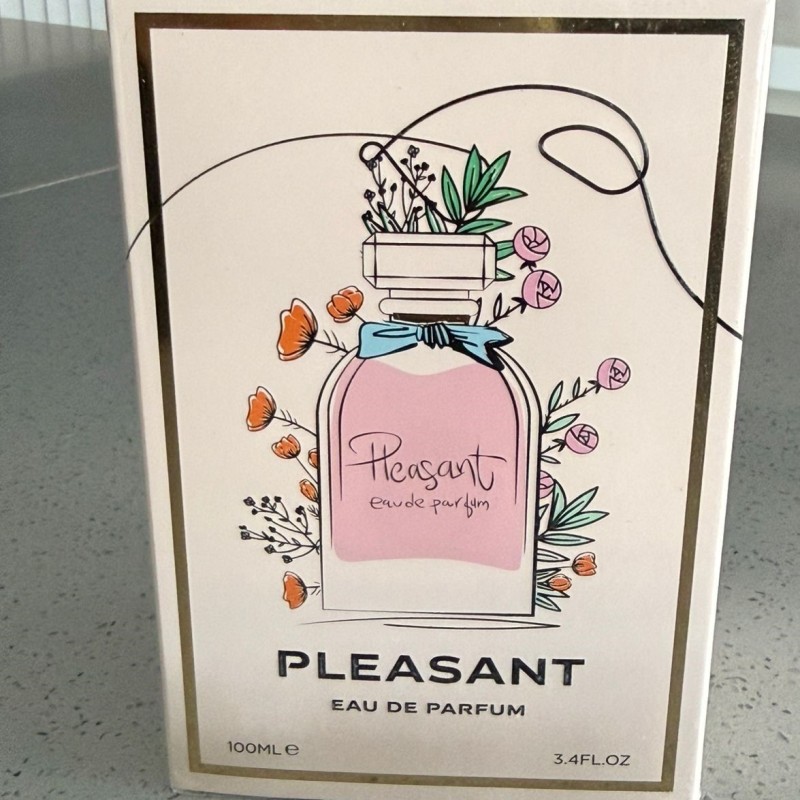 Pleasant
eau de parfum
PLEASANT
EAU DE PARFUM
100ML ℮
3.4FL.OZ